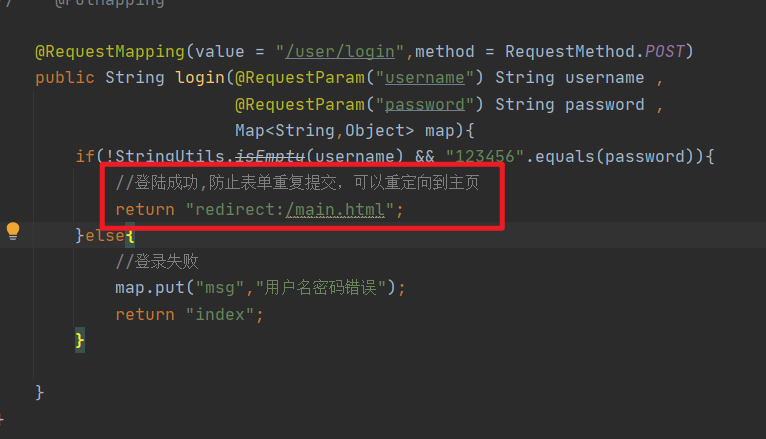 // @PutMapping
@RequestMapping(value = "/user/login",method = RequestMethod.POST)
public String login(@RequestParam("username") String username ,
@RequestParam("password") String password ,
Map<String,Object> map){
if(!StringUtils.isEmpty(username) && "123456".equals(password)){
//登陆成功,防止表单重复提交，可以重定向到主页
return "redirect:/main.html";
}else{
//登录失败
map.put("msg","用户名密码错误");
return "index";
}
}